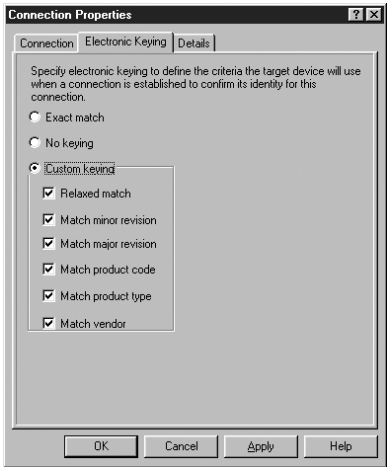 Connection Properties
Connection Electronic Keying Details
Specify electronic keying to define the criteria the target device will use
when a connection is established to confirm its identity for this
connection.
Exact match
No keying
Custom keying
Relaxed match
Match minor revision
Match major revision
Match product code
Match product type
Match vendor
OK Cancel Apply Help